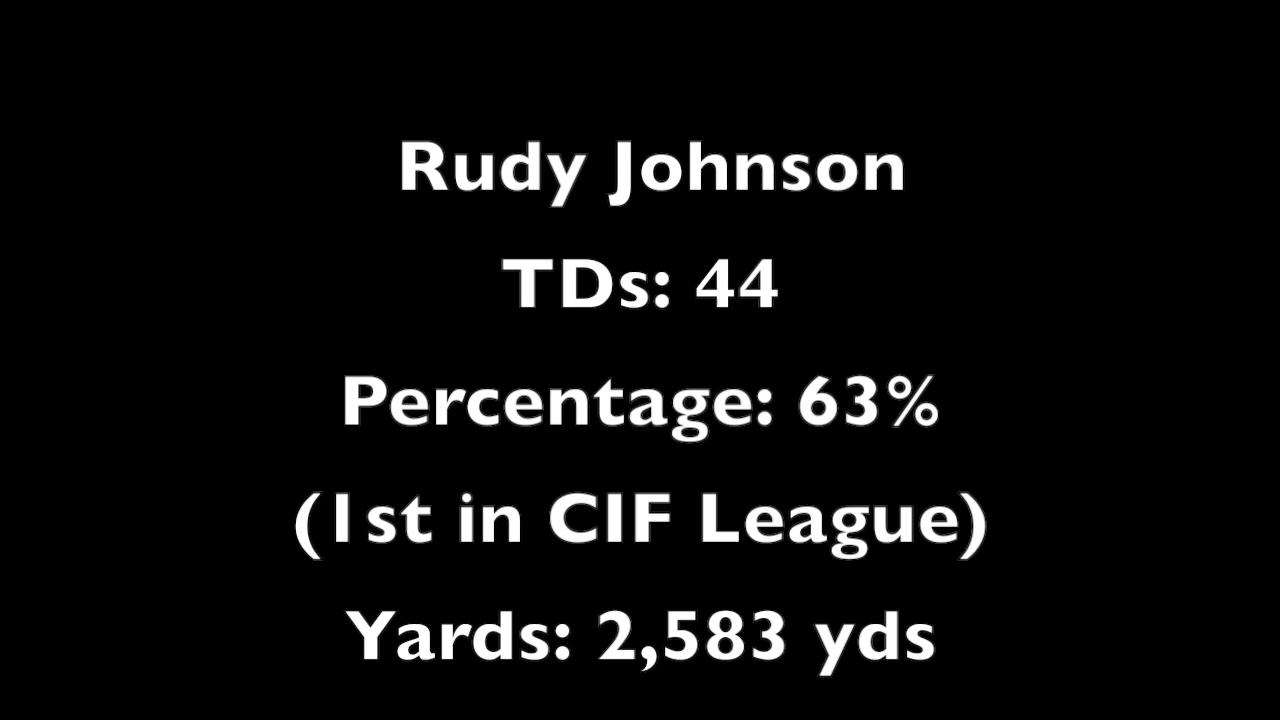 Rudy Johnson
TDs: 44
Percentage: 63%
(1st in CIF League)
Yards: 2,583 yds